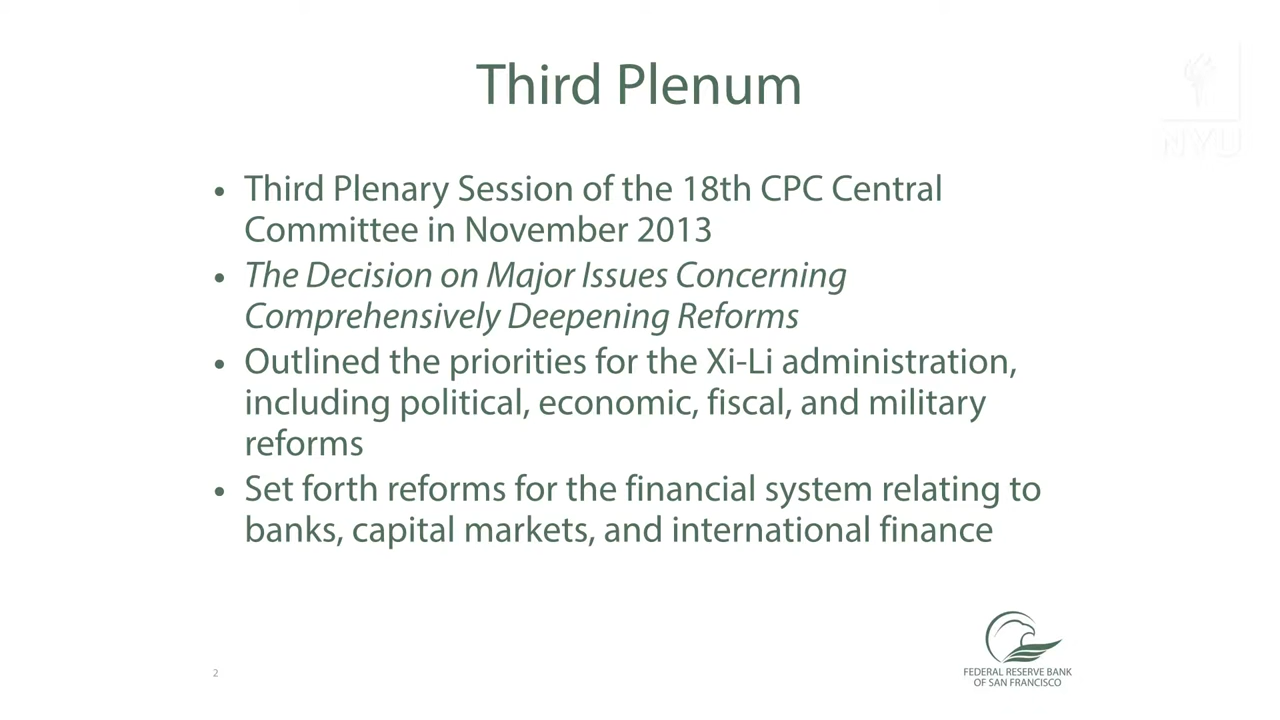 Third Plenum
NYU
• Third Plenary Session of the 18th CPC Central
Committee in November 2013
• The Decision on Major Issues Concerning
Comprehensively Deepening Reforms
• Outlined the priorities for the Xi-Li administration,
including political, economic, fiscal, and military
reforms
• Set forth reforms for the financial system relating to
banks, capital markets, and international finance
2
FEDERAL RESERVE BANK
OF SAN FRANCISCO